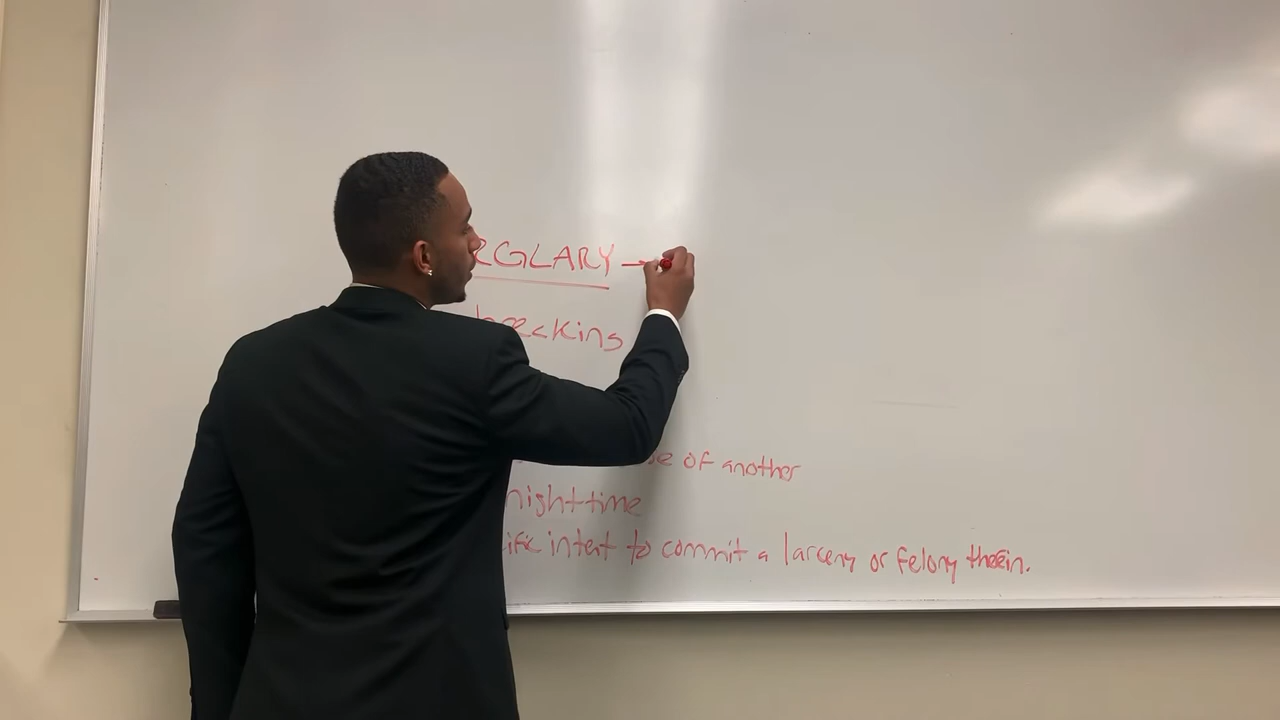 RGLARY →
breaking
of another
nighttime
ific intent to commit a larceny or felony therein.